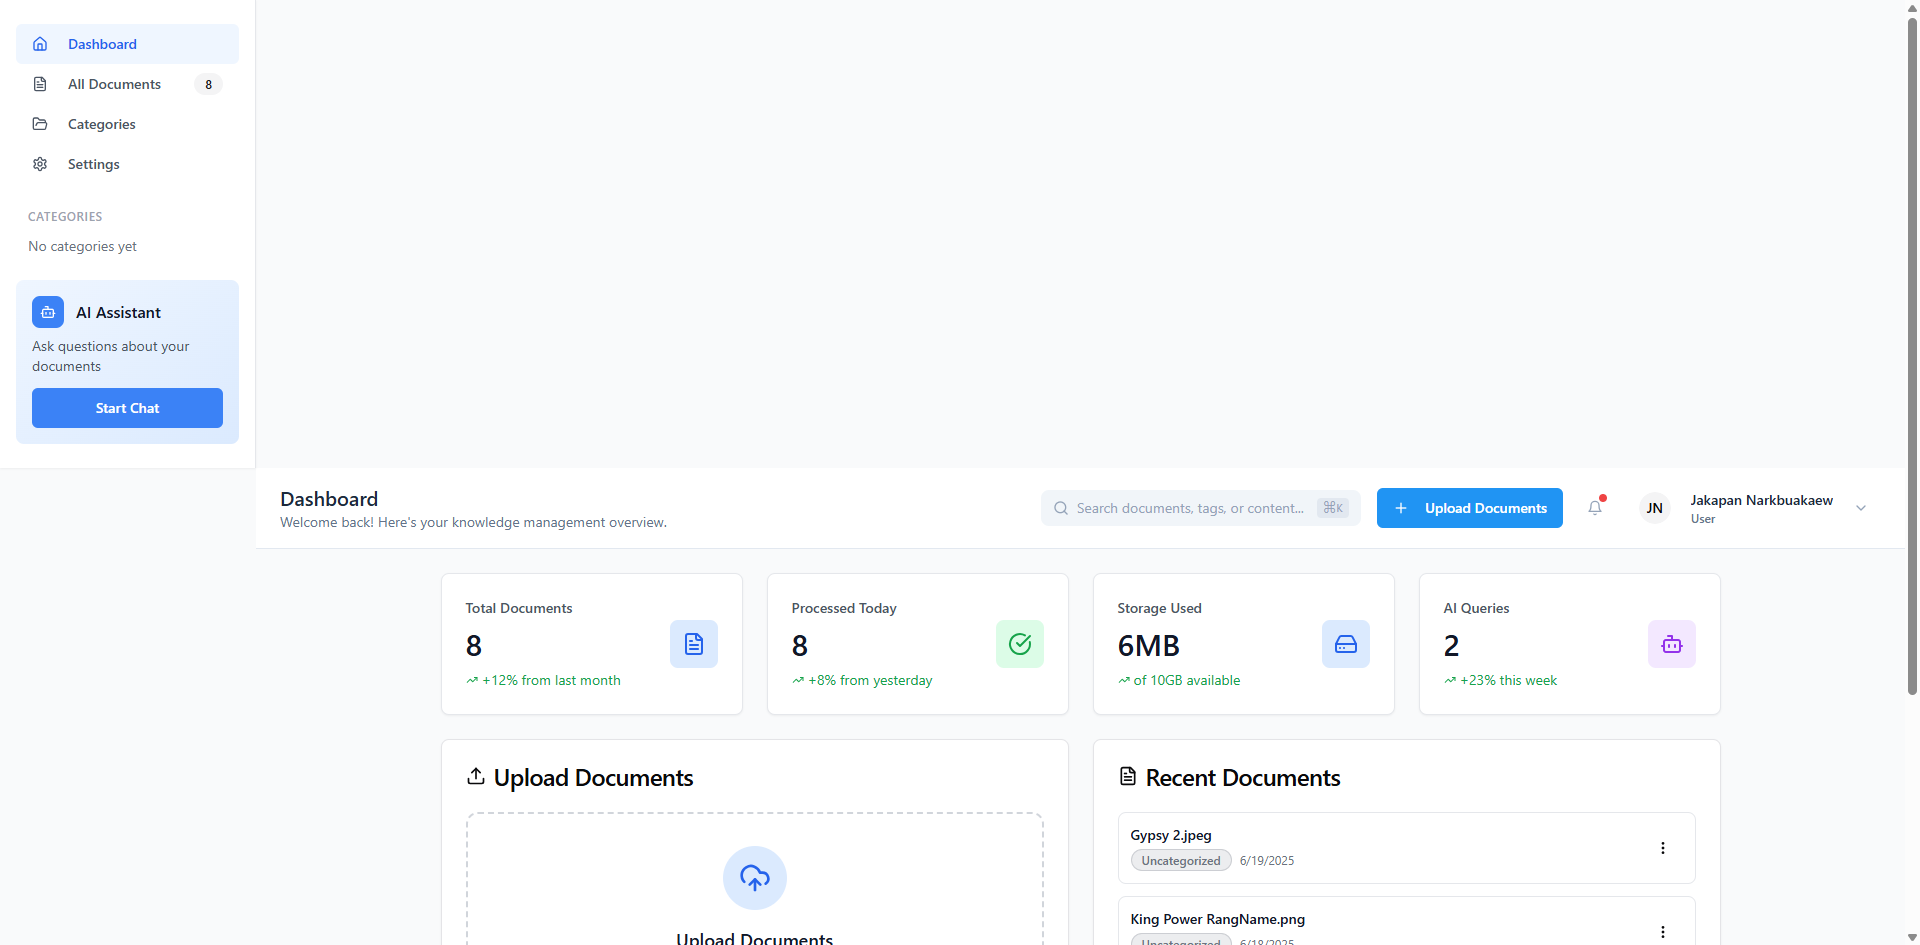 Dashboard
All Documents 8
Categories
Settings
CATEGORIES
No categories yet
AI Assistant
Ask questions about your
documents
Start Chat
Dashboard
Welcome back! Here's your knowledge management overview.
Search documents, tags, or content... ⌘K
Upload Documents
JN
Jakapan Narkbuakaew
User
Total Documents
8
+12% from last month
Processed Today
8
+8% from yesterday
Storage Used
6MB
of 10GB available
AI Queries
2
+23% this week
Upload Documents
Upload Documents
Recent Documents
Gypsy 2.jpeg
Uncategorized 6/19/2025
King Power RangName.png
Uncategorized 6/18/2025